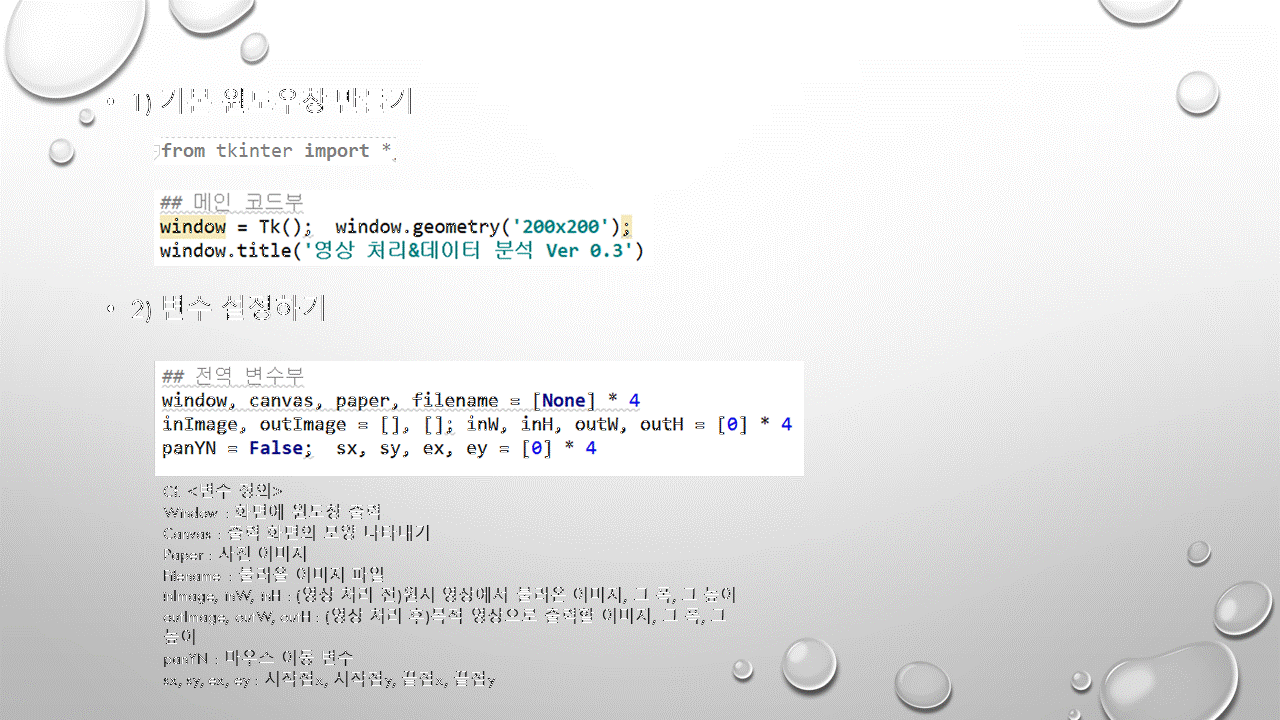 • 1) 기본 윈도우창 만들기
from tkinter import *
## 메인 코드부
window = Tk();  window.geometry('200x200');
window.title('영상 처리&데이터 분석 Ver 0.3')
• 2) 변수 설정하기
## 전역 변수부
window, canvas, paper, filename = [None] * 4
inImage, outImage = [], []; inW, inH, outW, outH = [0] * 4
panYN = False;  sx, sy, ex, ey = [0] * 4
<변수 정의>
Window : 화면에 윈도창 출력
Canvas : 출력 화면의 모양 나타내기
Paper : 사진 이미지
filename : 불러올 이미지 파일
inImage, inW, inH : (영상 처리 전)원시 영상에서 불러온 이미지, 그 폭, 그 높이
outImage, outW, outH : (영상 처리 후)목적 영상으로 출력될 이미지, 그 폭, 그
높이
panYN : 마우스 이동 변수
sx, sy, ex, ey : 시작점x, 시작점y, 끝점x, 끝점y